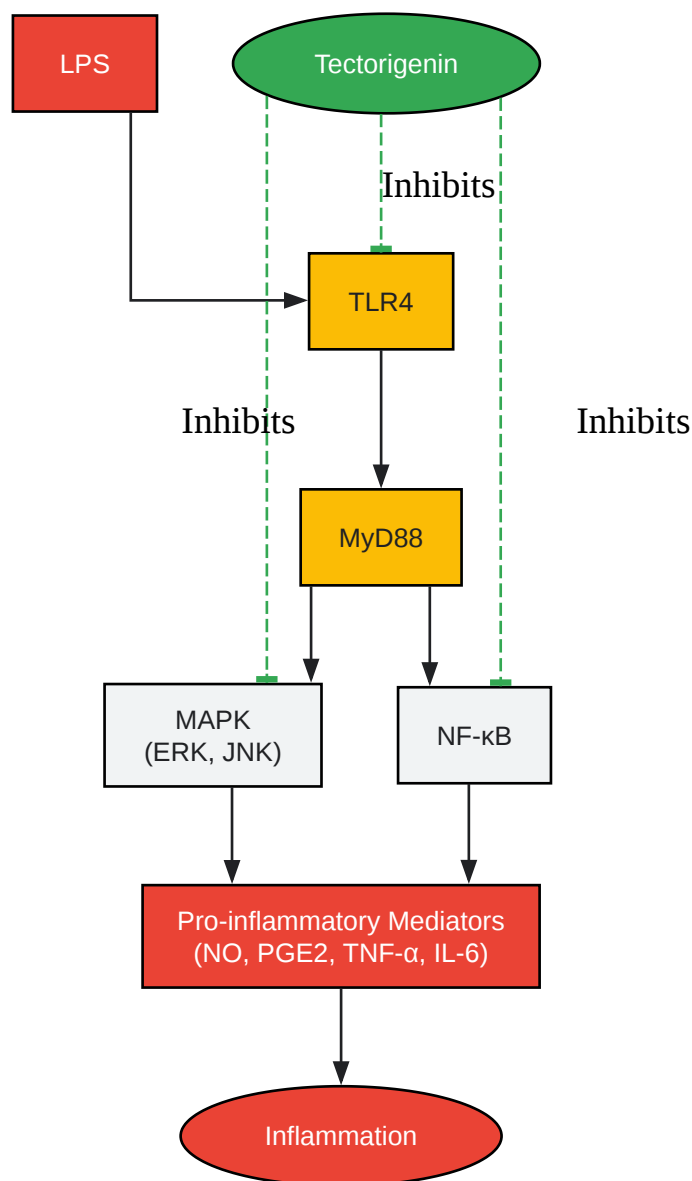 LPS
Tectorigenin
Inhibits
TLR4
Inhibits
Inhibits
MyD88
MAPK
(ERK, JNK)
NF-κB
Pro-inflammatory Mediators
(NO, PGE2, TNF-α, IL-6)
Inflammation